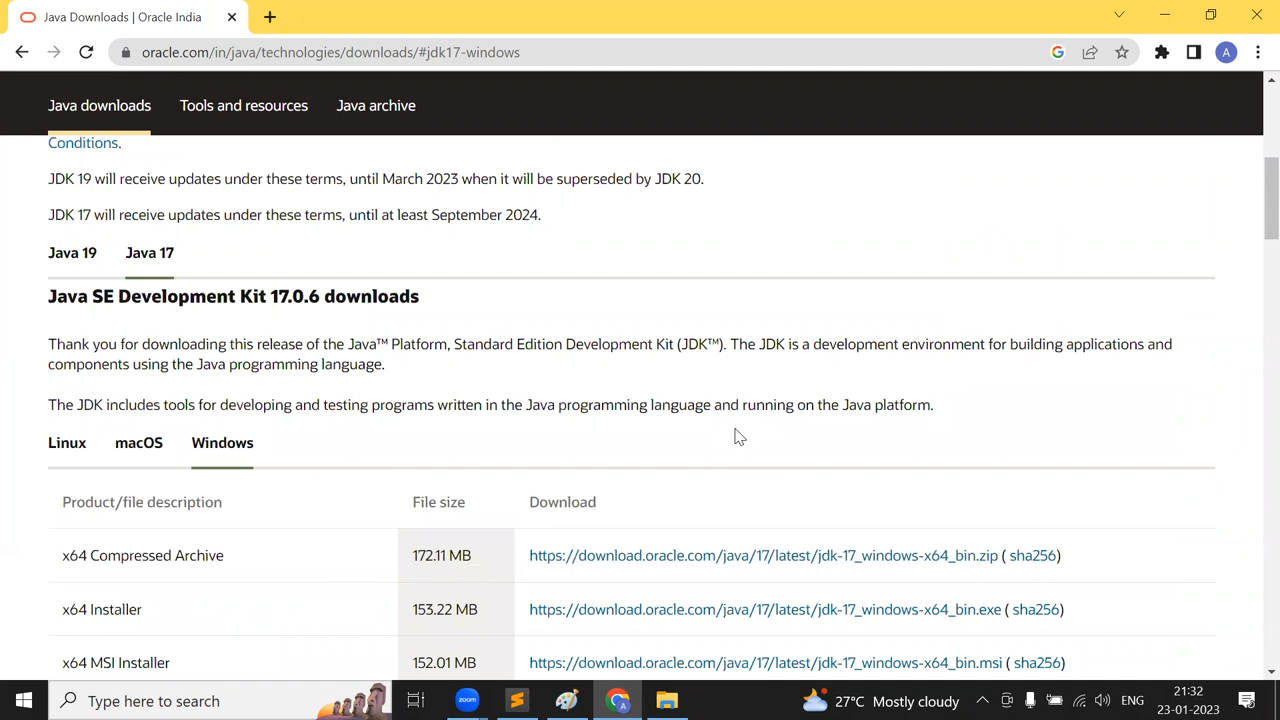 Java Downloads | Oracle India
oracle.com/in/java/technologies/downloads/#jdk17-windows
A
Java downloads Tools and resources Java archive
Conditions.
JDK 19 will receive updates under these terms, until March 2023 when it will be superseded by JDK 20.
JDK 17 will receive updates under these terms, until at least September 2024.
Java 19 Java 17
Java SE Development Kit 17.0.6 downloads
Thank you for downloading this release of the Java™ Platform, Standard Edition Development Kit (JDK™). The JDK is a development environment for building applications and
components using the Java programming language.
The JDK includes tools for developing and testing programs written in the Java programming language and running on the Java platform.
Linux macOS Windows
Product/file description File size Download
x64 Compressed Archive 172.11 MB https://download.oracle.com/java/17/latest/jdk-17_windows-x64_bin.zip ( sha256)
x64 Installer 153.22 MB https://download.oracle.com/java/17/latest/jdk-17_windows-x64_bin.exe ( sha256)
x64 MSI Installer 152.01 MB https://download.oracle.com/java/17/latest/jdk-17_windows-x64_bin.msi ( sha256)
Type here to search zoom A 27°C Mostly cloudy ENG 21:32
23-01-2023